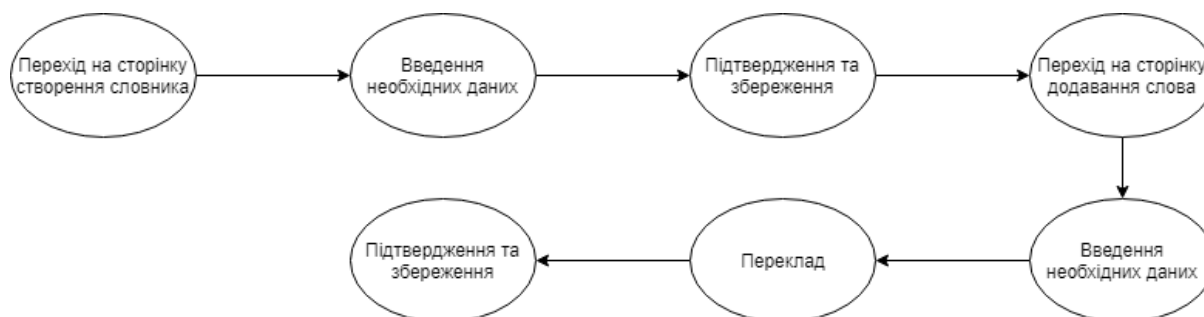 Перехід на сторінку
створення словника
Введення
необхідних даних
Підтвердження та
збереження
Перехід на сторінку
додавання слова
Введення
необхідних даних
Переклад
Підтвердження та
збереження